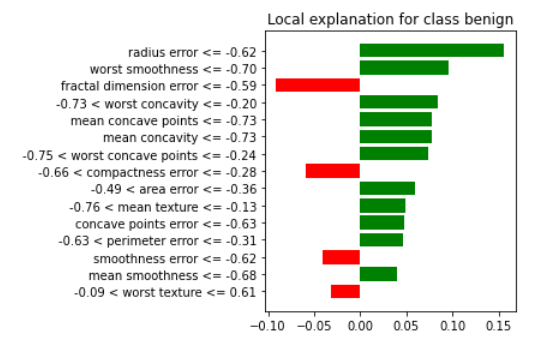 Local explanation for class benign
radius error <= -0.62
worst smoothness <= -0.70
fractal dimension error <= -0.59
-0.73 < worst concavity <= -0.20
mean concave points <= -0.73
mean concavity <= -0.73
-0.75 < worst concave points <= -0.24
-0.66 < compactness error <= -0.28
-0.49 < area error <= -0.36
-0.76 < mean texture <= -0.13
concave points error <= -0.63
-0.63 < perimeter error <= -0.31
smoothness error <= -0.62
mean smoothness <= -0.68
-0.09 < worst texture <= 0.61
-0.10 -0.05 0.00 0.05 0.10 0.15